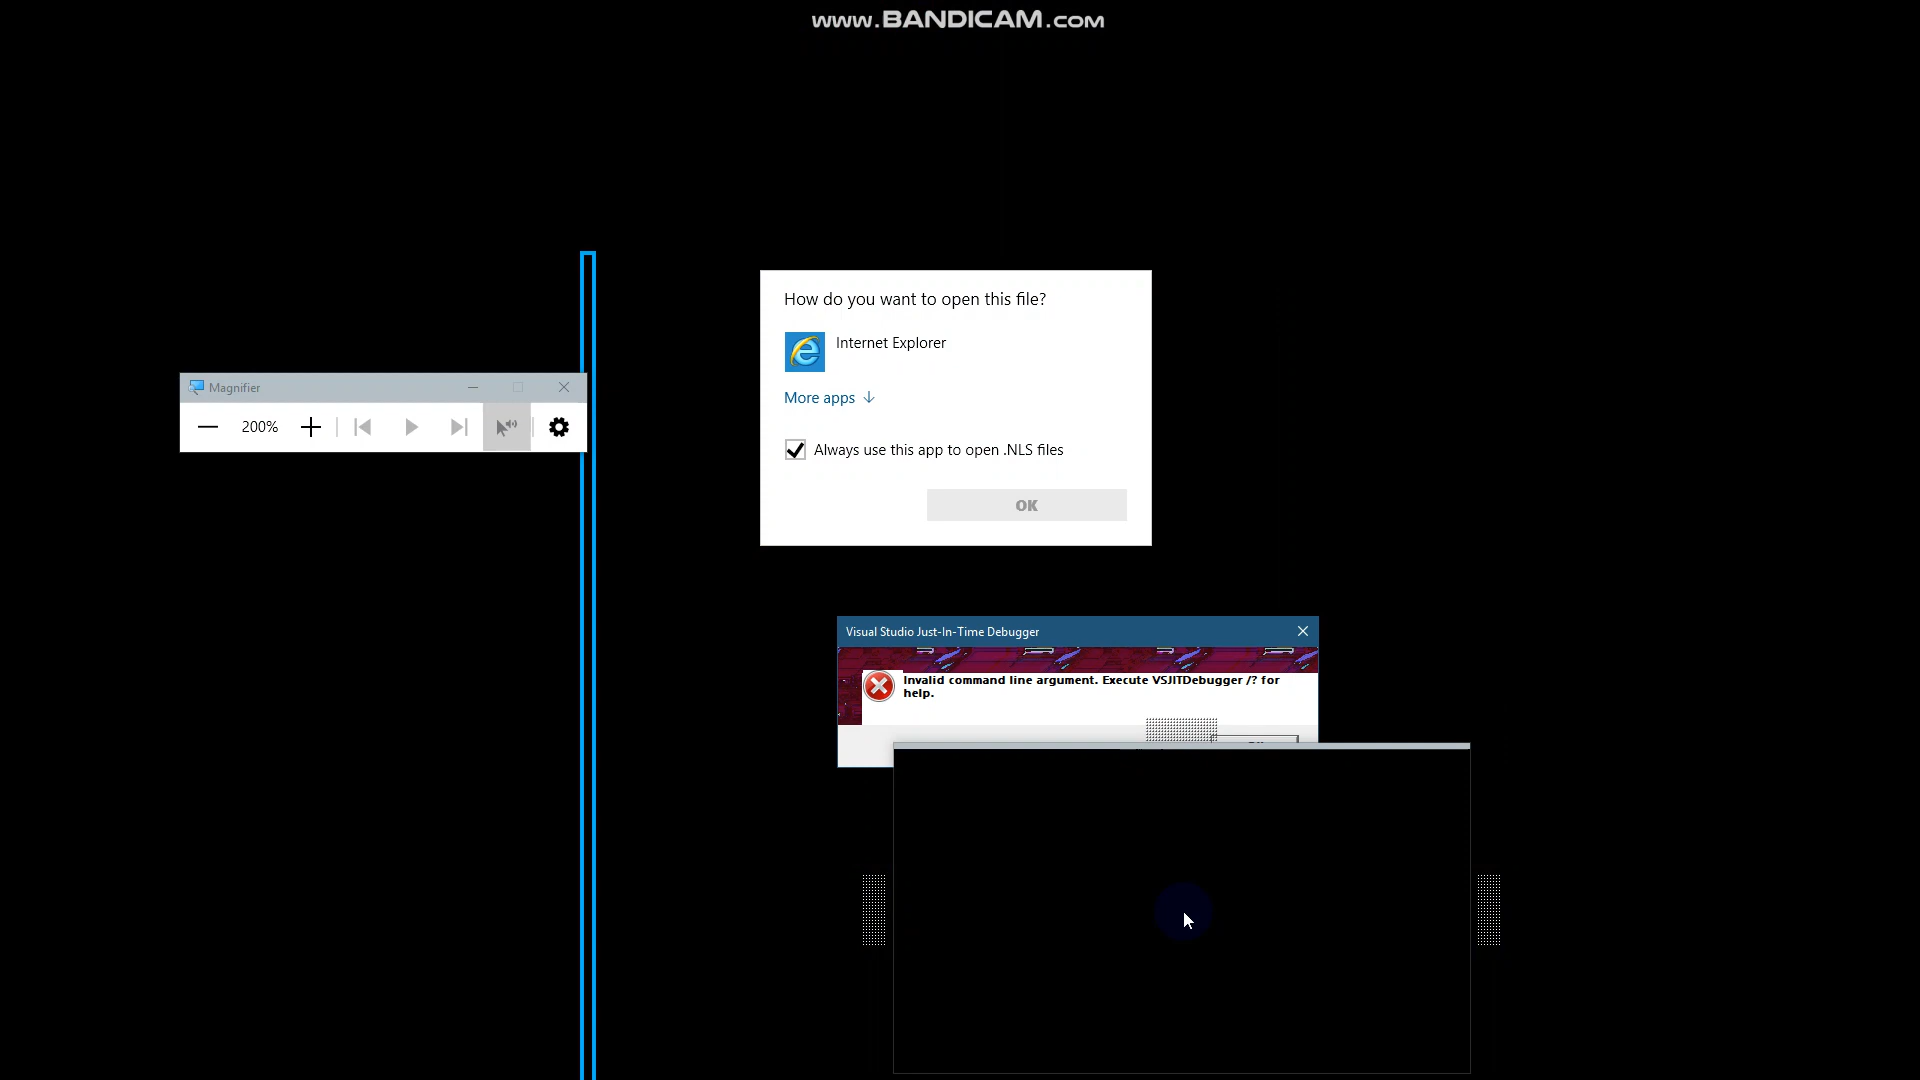 www.BANDICAM.com
How do you want to open this file?
Internet Explorer
More apps
Magnifier
200%
Always use this app to open .NLS files
OK
Visual Studio Just-In-Time Debugger
Invalid command line argument. Execute VSJITDebugger /? for
help.